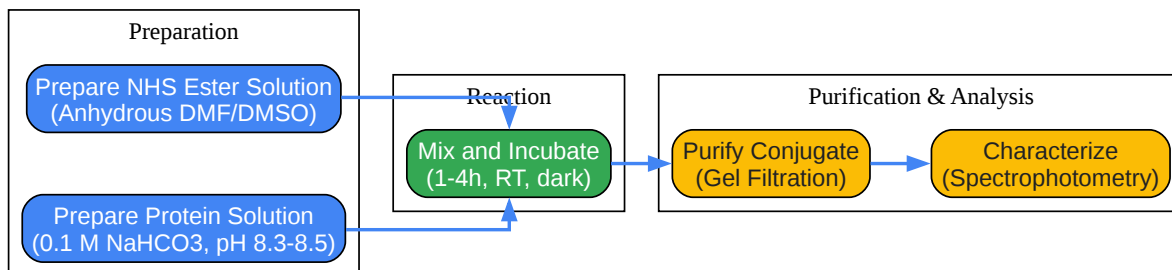 Preparation
Prepare NHS Ester Solution
(Anhydrous DMF/DMSO)
Prepare Protein Solution
(0.1 M NaHCO3, pH 8.3-8.5)
Reaction
Mix and Incubate
(1-4h, RT, dark)
Purification & Analysis
Purify Conjugate
(Gel Filtration)
Characterize
(Spectrophotometry)